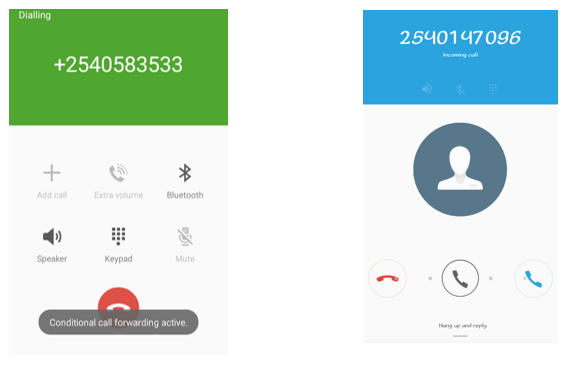 Dialling
+2540583533
Add call
Extra volume
Bluetooth
Speaker
Keypad
Mute
Conditional call forwarding active.
2540147096
Incoming call
Hang up and reply